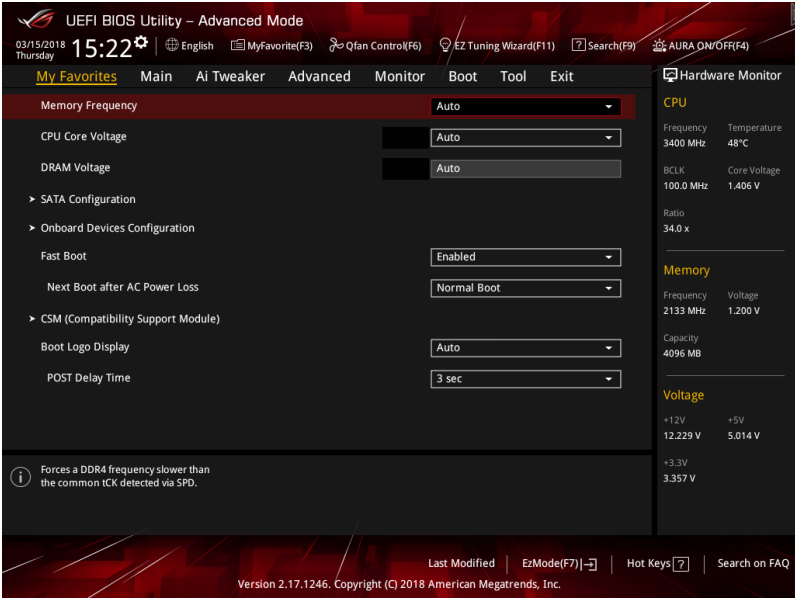 UEFI BIOS Utility – Advanced Mode
03/15/2018 Thursday 15:22 English MyFavorite(F3) Qfan Control(F6) EZ Tuning Wizard(F11) ? Search(F9) AURA ON/OFF(F4)
My Favorites Main Ai Tweaker Advanced Monitor Boot Tool Exit
Memory Frequency Auto
CPU Core Voltage Auto
DRAM Voltage Auto
> SATA Configuration
> Onboard Devices Configuration
Fast Boot Enabled
Next Boot after AC Power Loss Normal Boot
> CSM (Compatibility Support Module)
Boot Logo Display Auto
POST Delay Time 3 sec
i Forces a DDR4 frequency slower than
the common tCK detected via SPD.
Hardware Monitor
CPU
Frequency Temperature
3400 MHz 48°C
BCLK Core Voltage
100.0 MHz 1.406 V
Ratio
34.0 x
Memory
Frequency Voltage
2133 MHz 1.200 V
Capacity
4096 MB
Voltage
+12V +5V
12.229 V 5.014 V
+3.3V
3.357 V
Last Modified EzMode(F7) Hot Keys ? Search on FAQ
Version 2.17.1246. Copyright (C) 2018 American Megatrends, Inc.